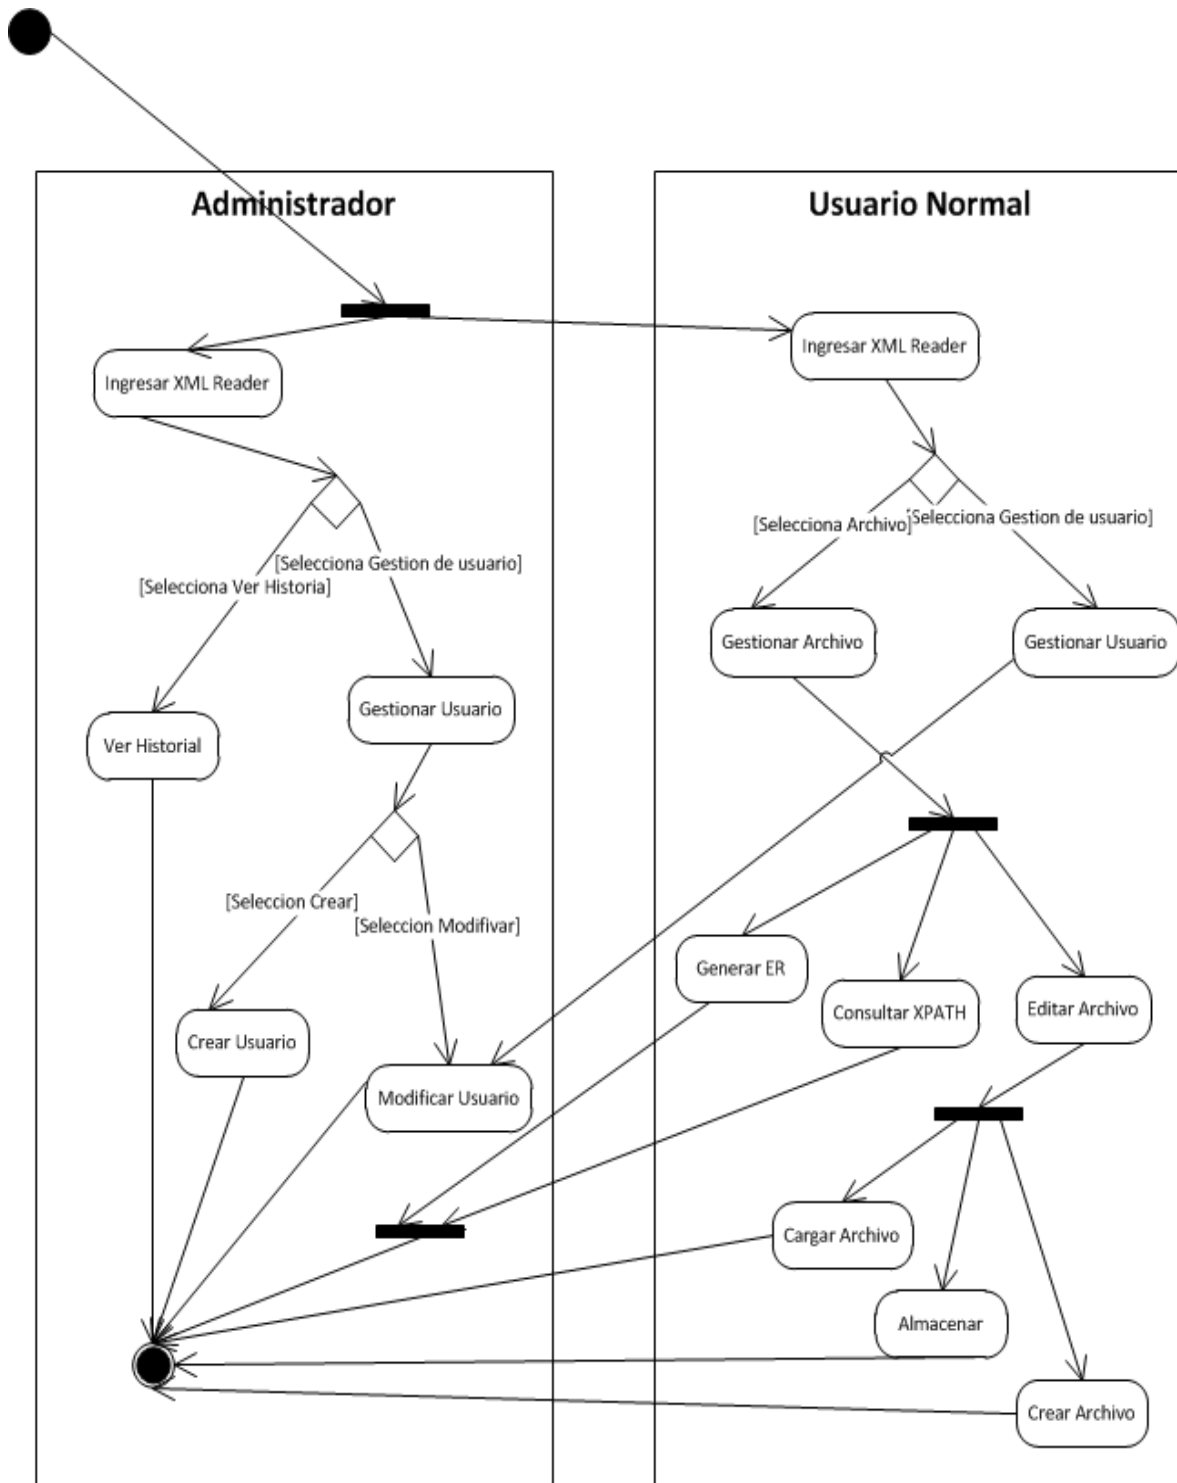 Administrador
Usuario Normal
Ingresar XML Reader
Ingresar XML Reader
[Selecciona Archivo]
[Selecciona Gestion de usuario]
[Selecciona Gestion de usuario]
[Selecciona Ver Historia]
Gestionar Archivo
Gestionar Usuario
Gestionar Usuario
Ver Historial
[Seleccion Crear]
[Seleccion Modifivar]
Generar ER
Consultar XPATH
Editar Archivo
Crear Usuario
Modificar Usuario
Cargar Archivo
Almacenar
Crear Archivo